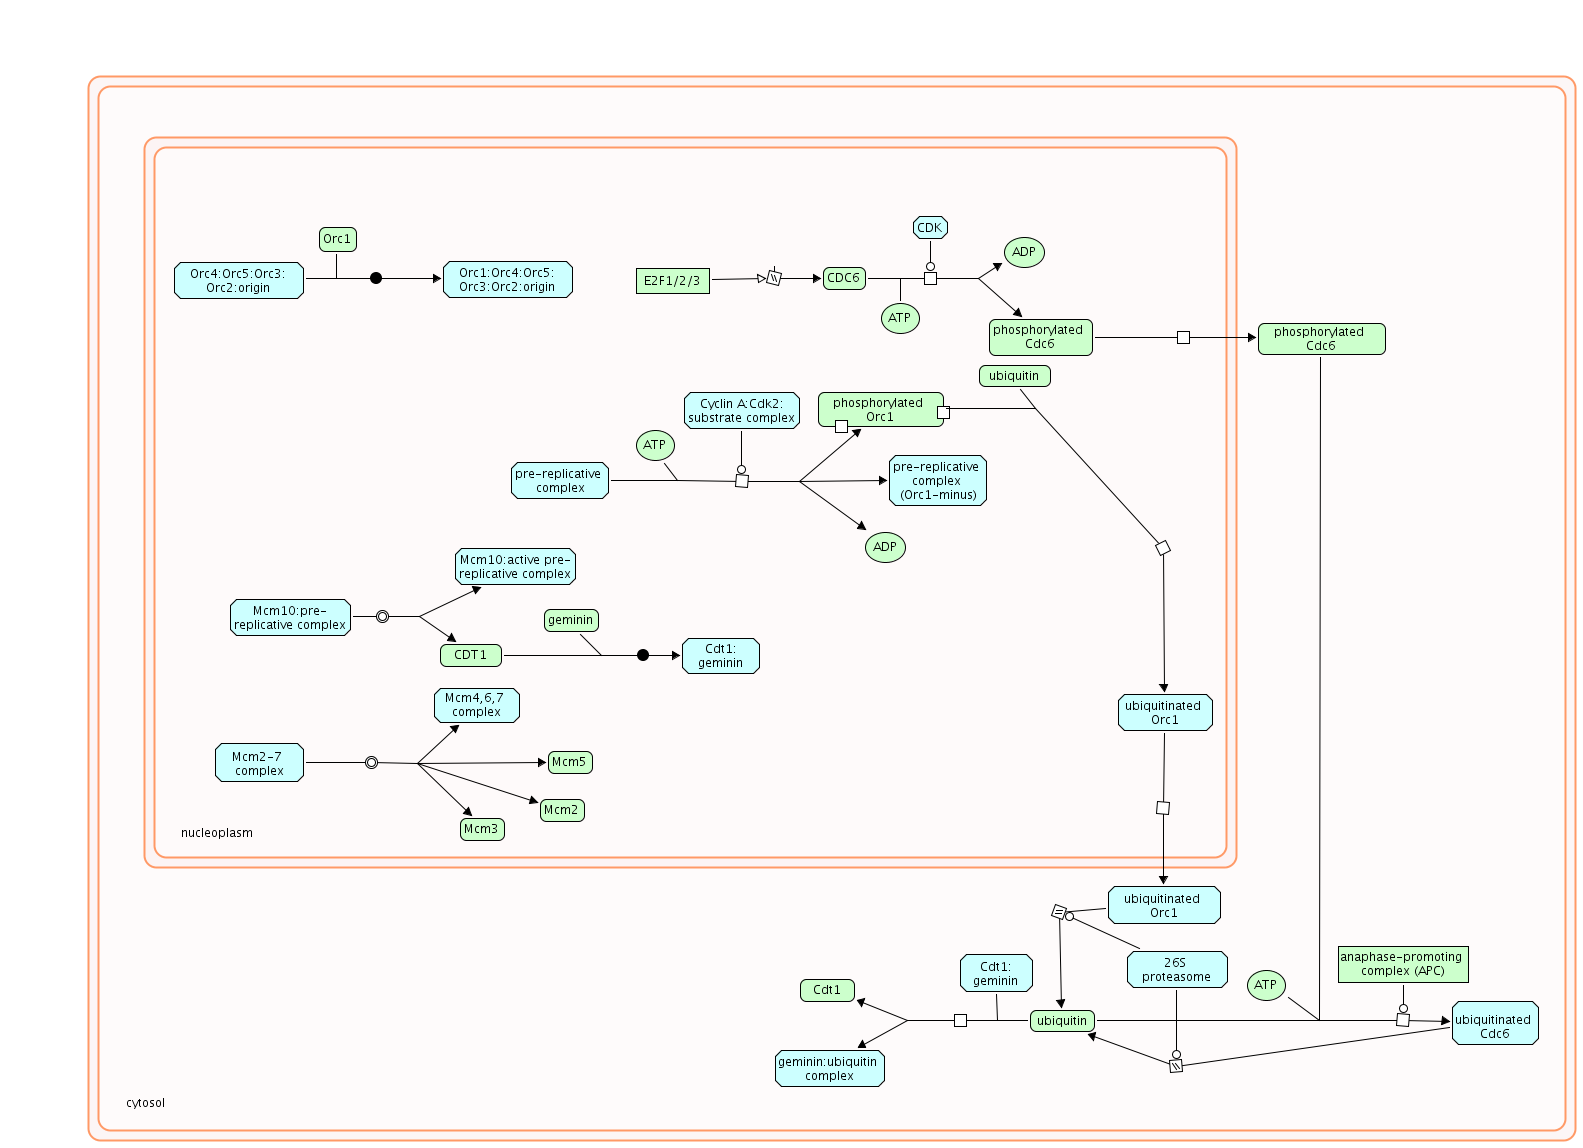 CDK
Orc1
ADP
Orc4:Orc5:Orc3:
Orc2:origin
Orc1:Orc4:Orc5:
Orc3:Orc2:origin
E2F1/2/3
CDC6
ATP
phosphorylated
Cdc6
phosphorylated
Cdc6
ubiquitin
Cyclin A:Cdk2:
substrate complex
phosphorylated
Orc1
ATP
pre-replicative
complex
pre-replicative
complex
(Orc1-minus)
ADP
Mcm10:active pre-
replicative complex
Mcm10:pre-
replicative complex
geminin
CDT1
Cdt1:
geminin
Mcm4,6,7
complex
ubiquitinated
Orc1
Mcm2-7
complex
Mcm5
Mcm2
Mcm3
nucleoplasm
ubiquitinated
Orc1
anaphase-promoting
complex (APC)
Cdt1:
geminin
26S
proteasome
ATP
Cdt1
ubiquitin
ubiquitinated
Cdc6
geminin:ubiquitin
complex
cytosol